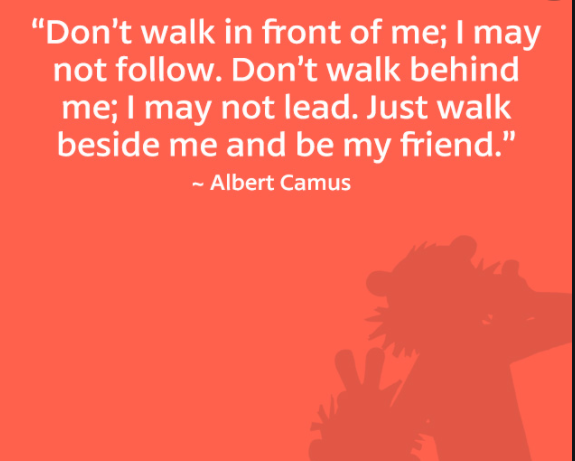 “Don’t walk in front of me; I may
not follow. Don’t walk behind
me; I may not lead. Just walk
beside me and be my friend.”
~ Albert Camus